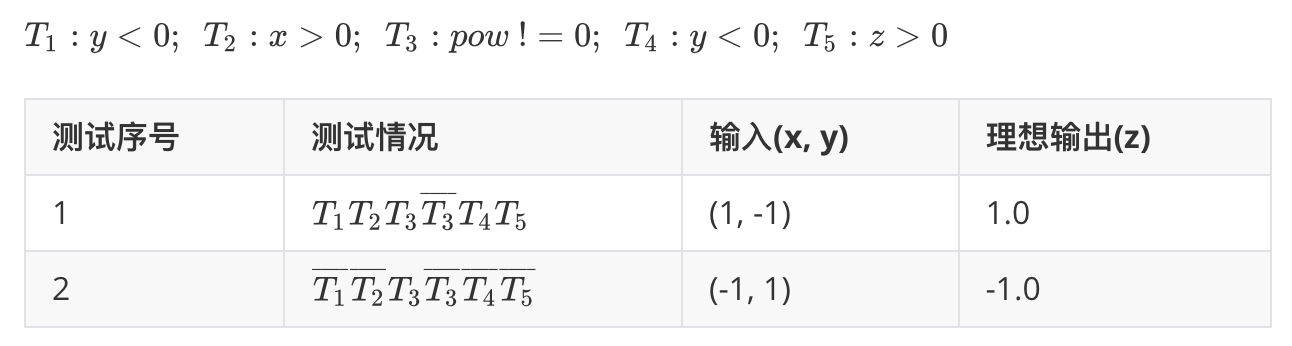 T₁ : y < 0; T₂ : x > 0; T₃ : pow != 0; T₄ : y < 0; T₅ : z > 0
测试序号 测试情况 输入(x, y) 理想输出(z)
1 T₁T₂T₃T̅₃T₄T₅ (1, -1) 1.0
2 T̅₁T̅₂T₃T̅₃T̅₄T̅₅ (-1, 1) -1.0